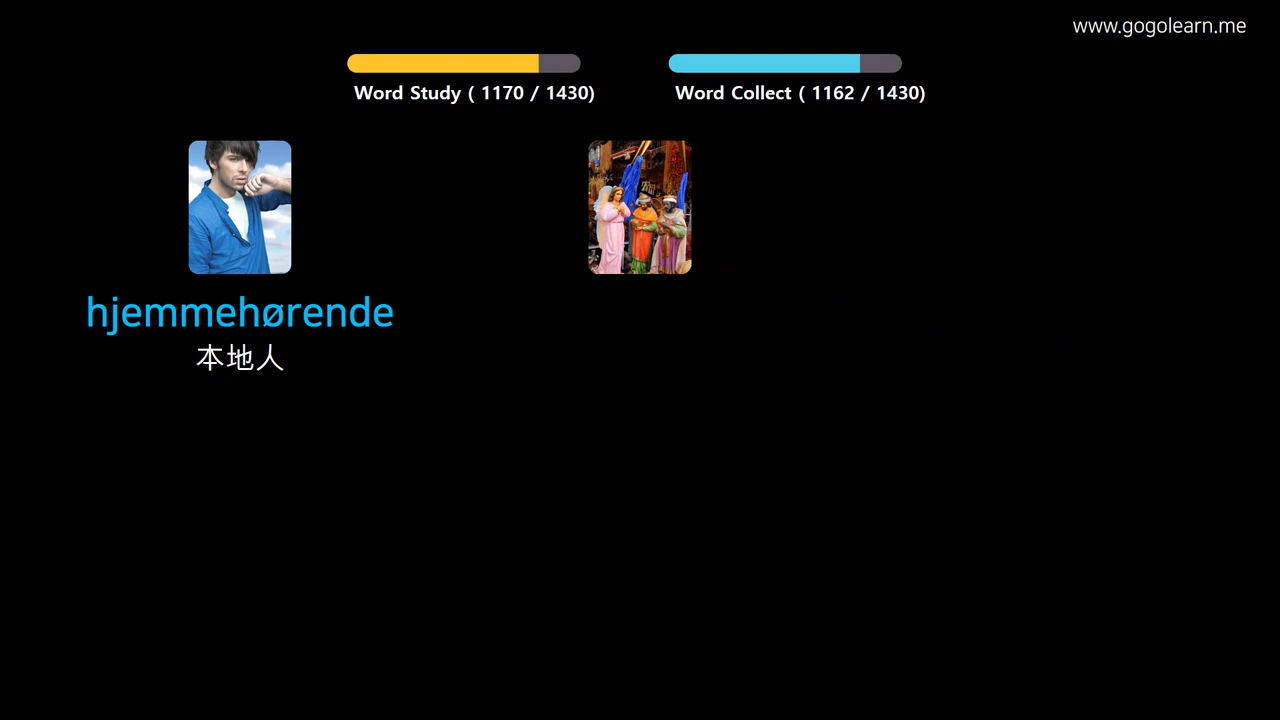 www.gogolearn.me
Word Study ( 1170 / 1430)
Word Collect ( 1162 / 1430)
hjemmehørende
本地人